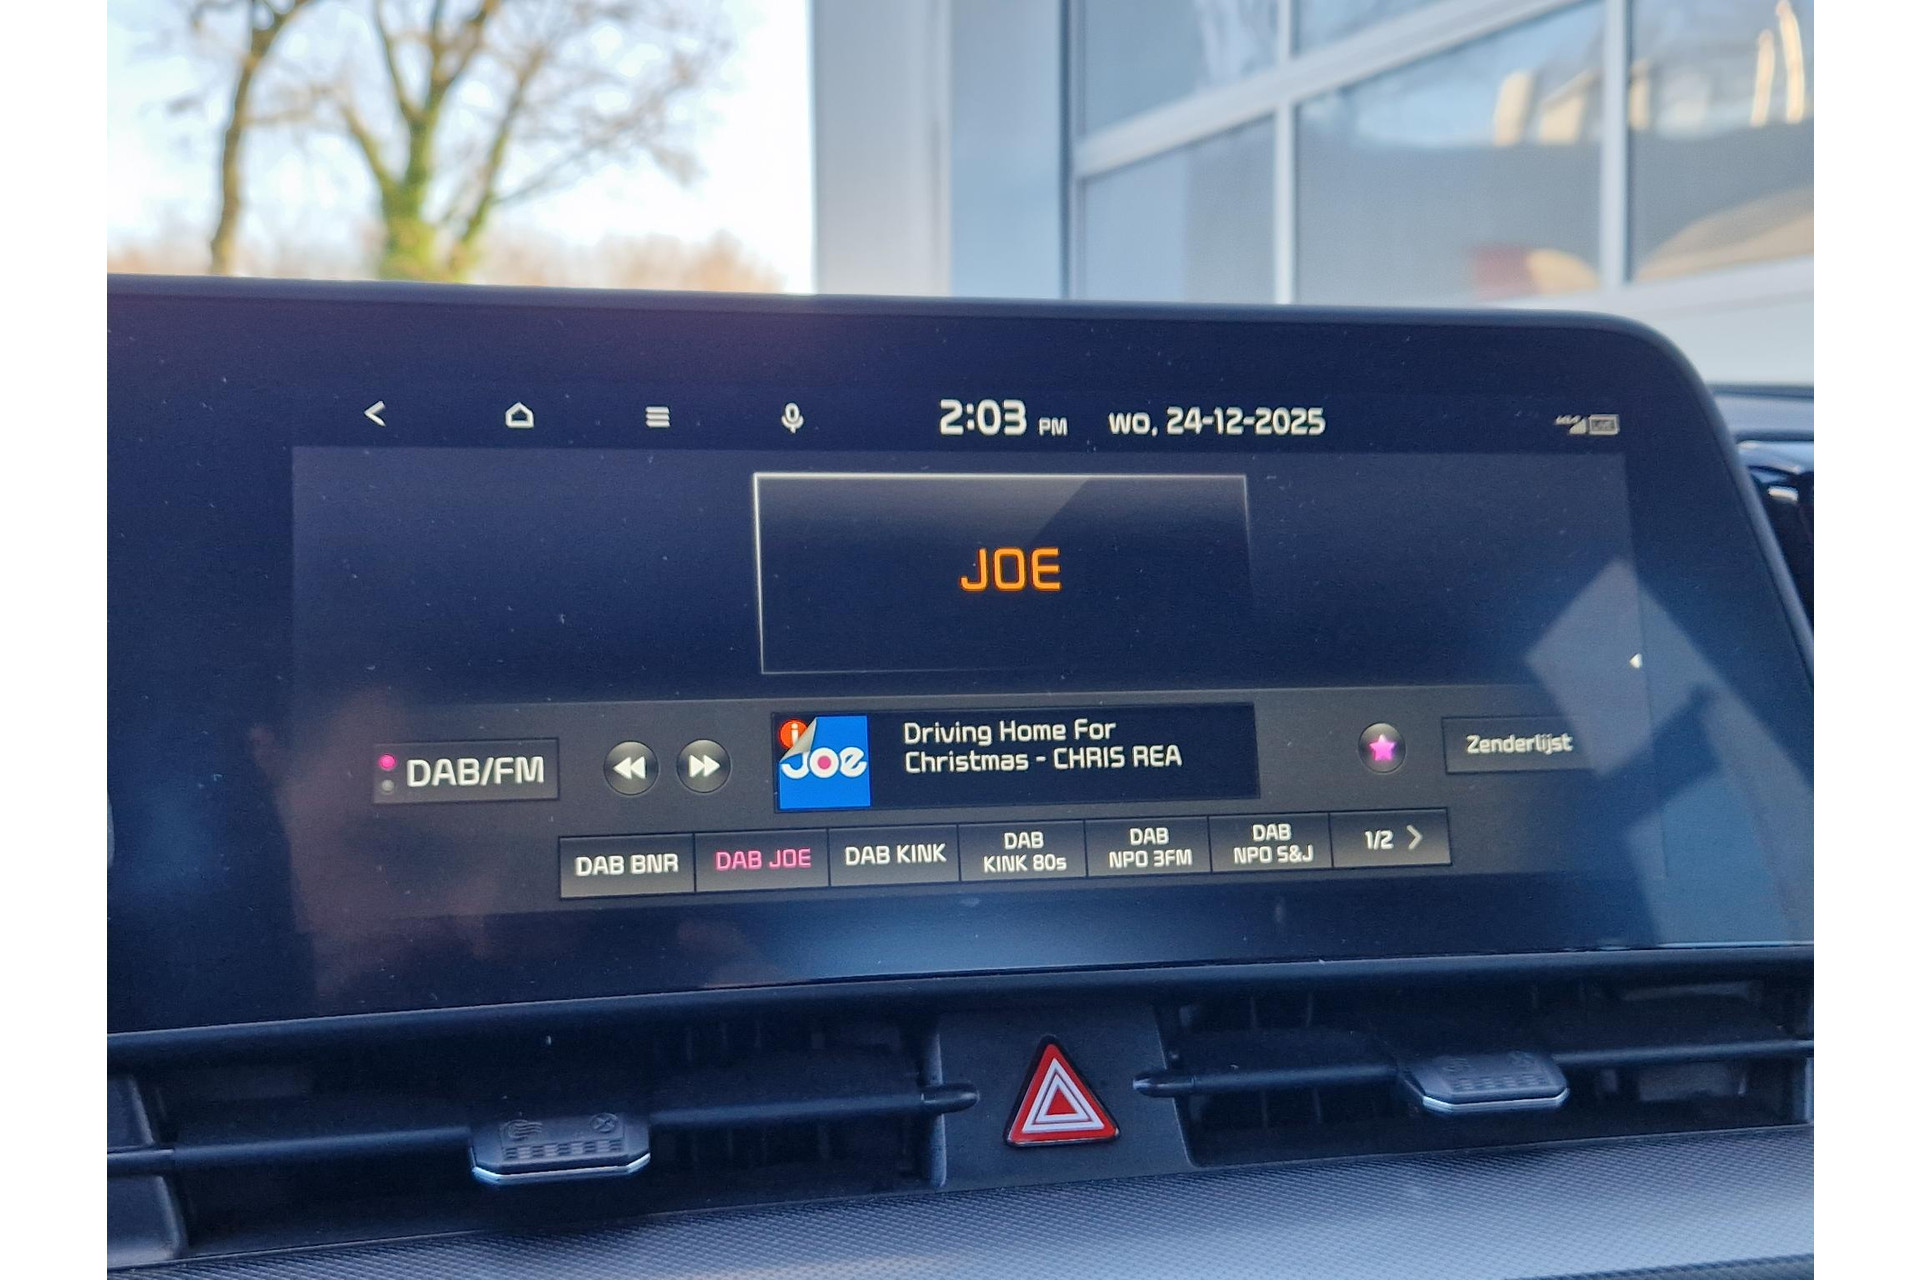 2:03 PM wo, 24-12-2025
JOE
DAB/FM
i
Joe
Driving Home For
Christmas - CHRIS REA
Zenderlijst
DAB BNR
DAB JOE
DAB KINK
DAB
KINK 80s
DAB
NPO 3FM
DAB
NPO S&J
1/2